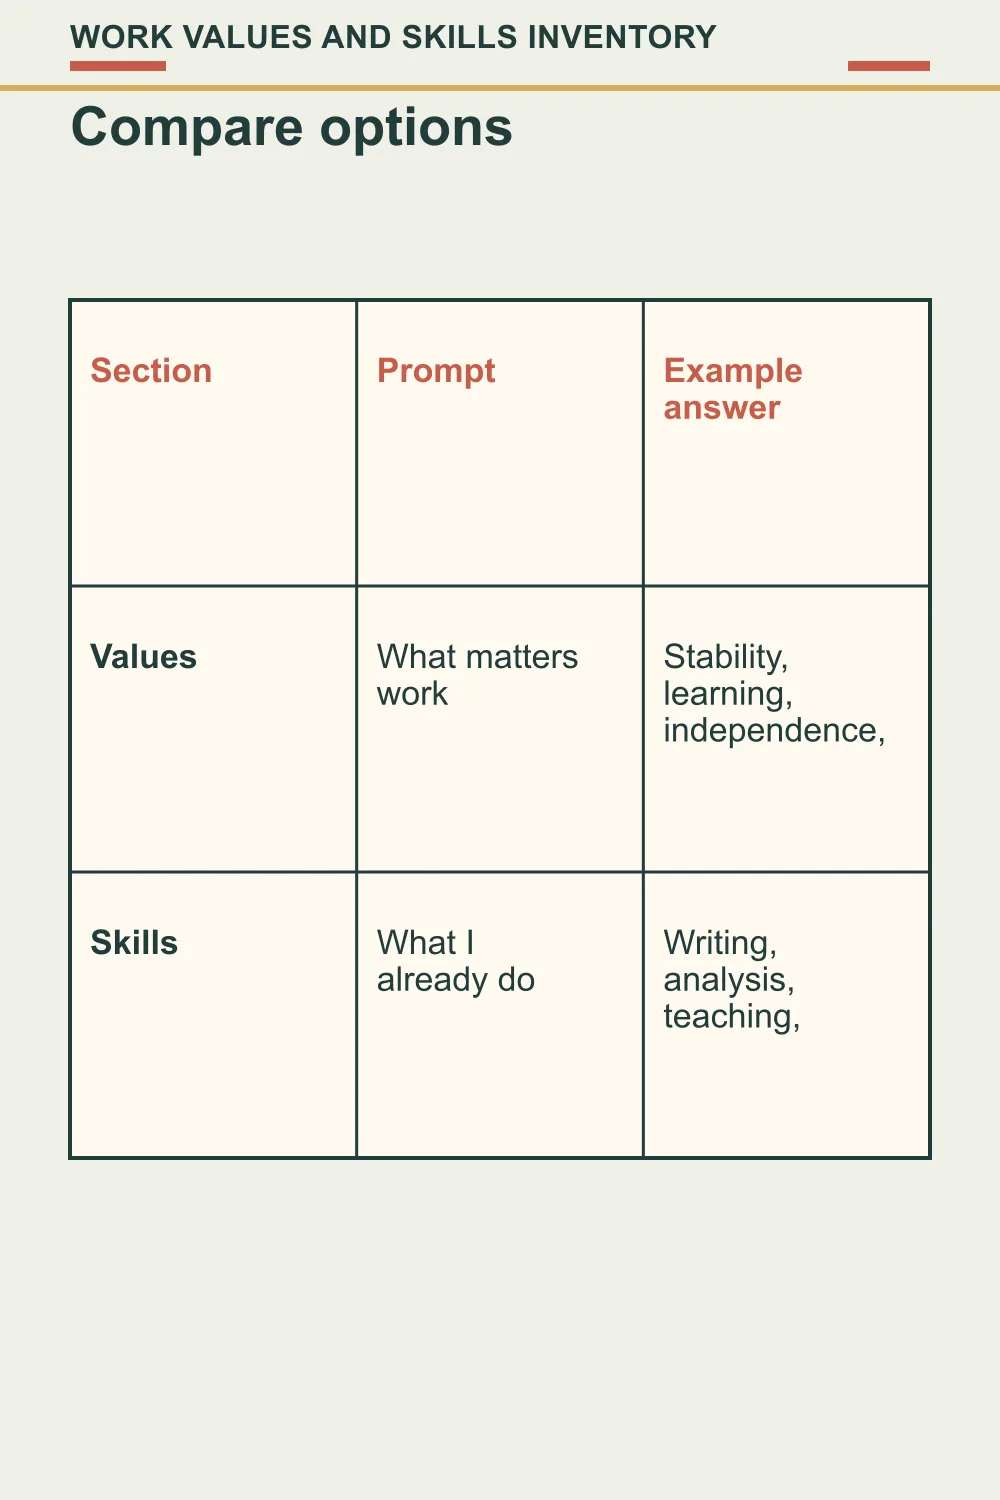 WORK VALUES AND SKILLS INVENTORY
Compare options
Section
Prompt
Example
answer
Values
What matters
work
Stability,
learning,
independence,
Skills
What I
already do
Writing,
analysis,
teaching,